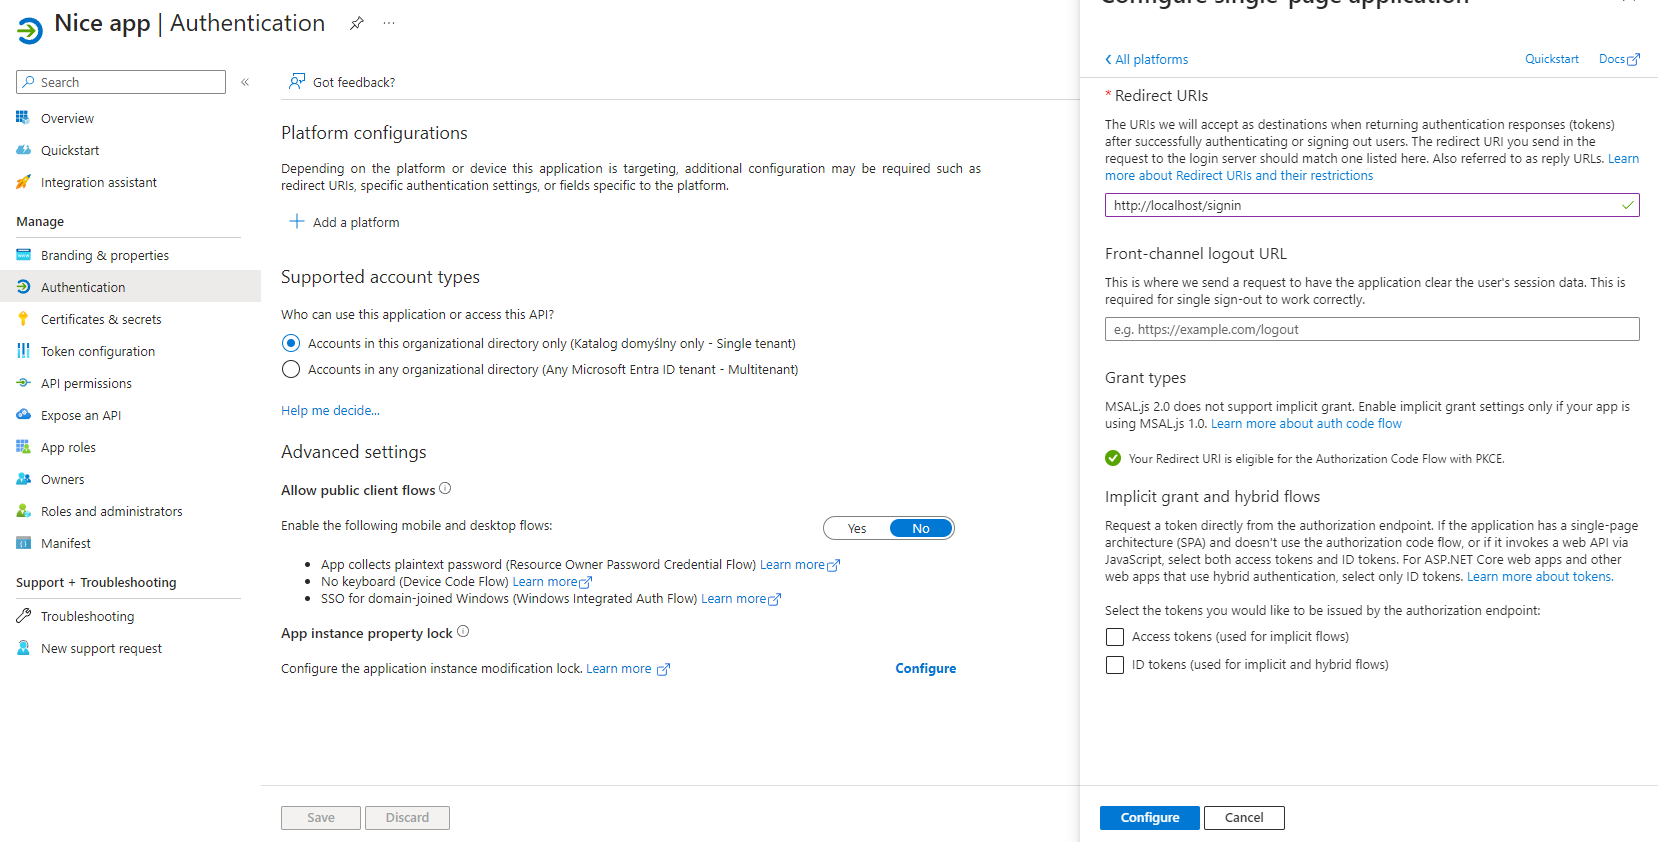 Nice app | Authentication
Search
Overview
Quickstart
Integration assistant
Manage
Branding & properties
Authentication
Certificates & secrets
Token configuration
API permissions
Expose an API
App roles
Owners
Roles and administrators
Manifest
Support + Troubleshooting
Troubleshooting
New support request
Got feedback?
Platform configurations
Depending on the platform or device this application is targeting, additional configuration may be required such as
redirect URIs, specific authentication settings, or fields specific to the platform.
Add a platform
Supported account types
Who can use this application or access this API?
Accounts in this organizational directory only (Katalog domyślny only - Single tenant)
Accounts in any organizational directory (Any Microsoft Entra ID tenant - Multitenant)
Help me decide...
Advanced settings
Allow public client flows
Enable the following mobile and desktop flows:
Yes No
• App collects plaintext password (Resource Owner Password Credential Flow) Learn more
• No keyboard (Device Code Flow) Learn more
• SSO for domain-joined Windows (Windows Integrated Auth Flow) Learn more
App instance property lock
Configure the application instance modification lock. Learn more
Configure
Save Discard
Configure single-page application
All platforms
Quickstart Docs
* Redirect URIs
The URIs we will accept as destinations when returning authentication responses (tokens)
after successfully authenticating or signing out users. The redirect URI you send in the
request to the login server should match one listed here. Also referred to as reply URLs. Learn
more about Redirect URIs and their restrictions
http://localhost/signin
Front-channel logout URL
This is where we send a request to have the application clear the user's session data. This is
required for single sign-out to work correctly.
e.g. https://example.com/logout
Grant types
MSAL.js 2.0 does not support implicit grant. Enable implicit grant settings only if your app is
using MSAL.js 1.0. Learn more about auth code flow
Your Redirect URI is eligible for the Authorization Code Flow with PKCE.
Implicit grant and hybrid flows
Request a token directly from the authorization endpoint. If the application has a single-page
architecture (SPA) and doesn't use the authorization code flow, or if it invokes a web API via
JavaScript, select both access tokens and ID tokens. For ASP.NET Core web apps and other
web apps that use hybrid authentication, select only ID tokens. Learn more about tokens.
Select the tokens you would like to be issued by the authorization endpoint:
Access tokens (used for implicit flows)
ID tokens (used for implicit and hybrid flows)
Configure Cancel